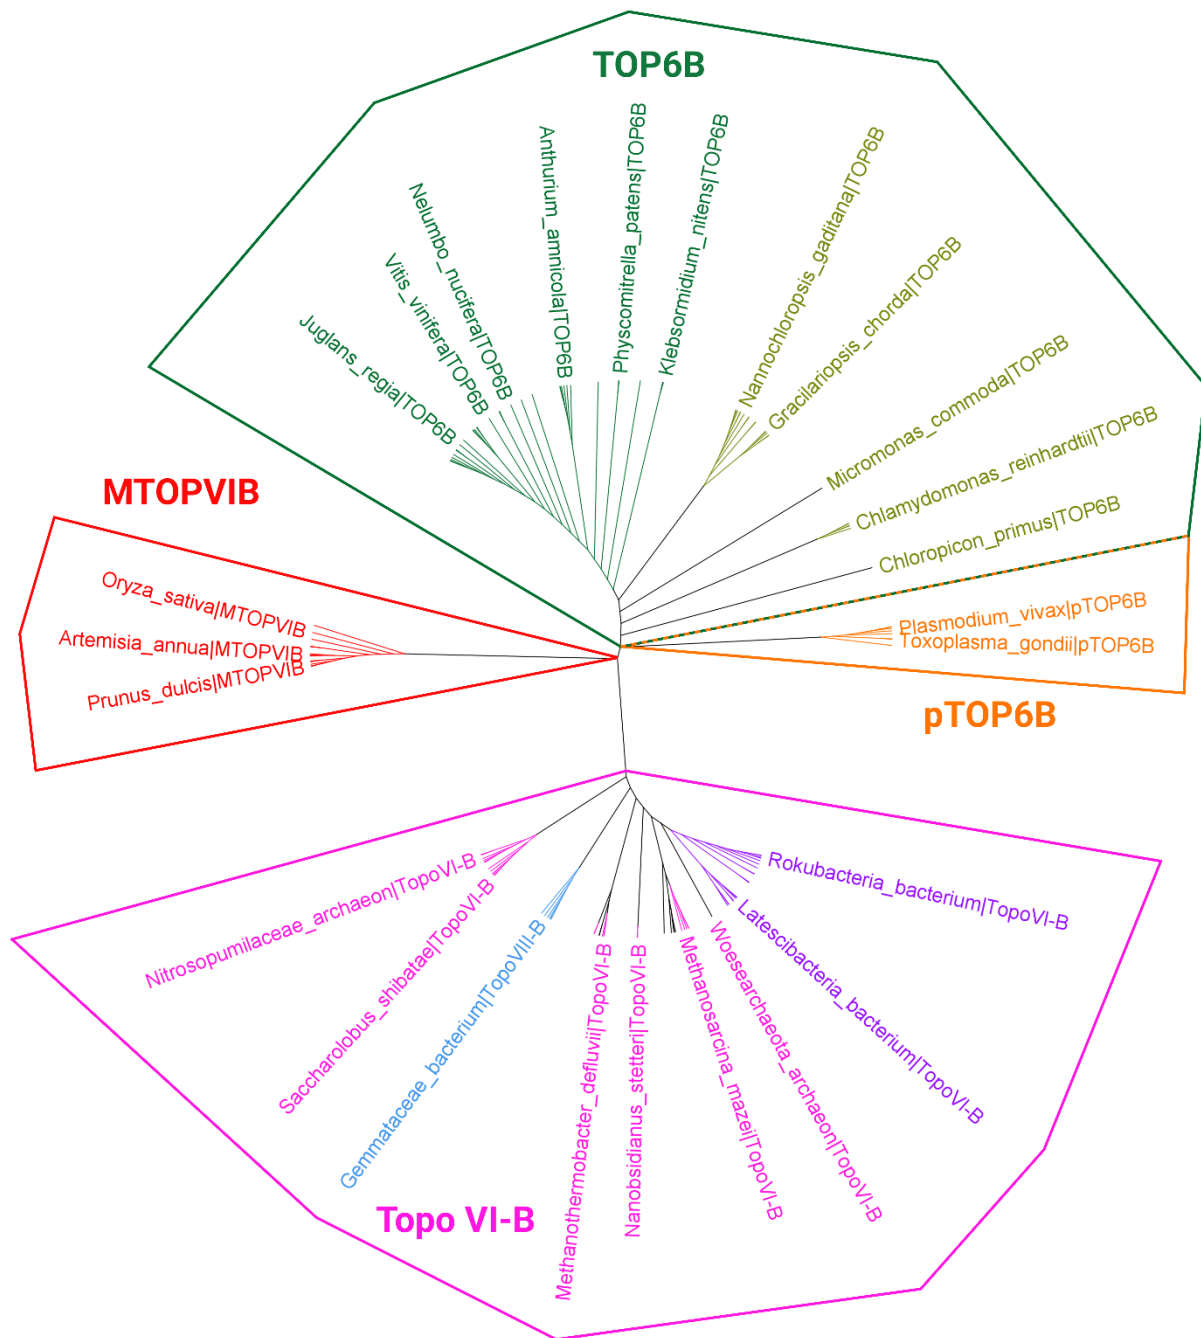 TOP6B
Juglans_regia|TOP6B
Vitis_vinifera|TOP6B
Nelumbo_nucifera|TOP6B
Anthurium_amnicola|TOP6B
Physcomitrella_patens|TOP6B
Klebsormidium_nitens|TOP6B
Nannochloropsis_gaditana|TOP6B
Gracilariopsis_chorda|TOP6B
Micromonas_commoda|TOP6B
Chlamydomonas_reinhardtii|TOP6B
Chloropicon_primus|TOP6B
MTOPVIB
Oryza_sativa|MTOPVIB
Artemisia_annua|MTOPVIB
Prunus_dulcis|MTOPVIB
Plasmodium_vivax|pTOP6B
Toxoplasma_gondii|pTOP6B
pTOP6B
Nitrosopumilaceae_archaeon|TopoVI-B
Saccharolobus_shibatae|TopoVI-B
Gemmataceae_bacterium|TopoVIII-B
Methanothermobacter_defluvii|TopoVI-B
Nanobsidianus_stetteri|TopoVI-B
Methanosarcina_mazei|TopoVI-B
Woesearchaeota_archaeon|TopoVI-B
Latescibacteria_bacterium|TopoVI-B
Rokubacteria_bacterium|TopoVI-B
Topo VI-B